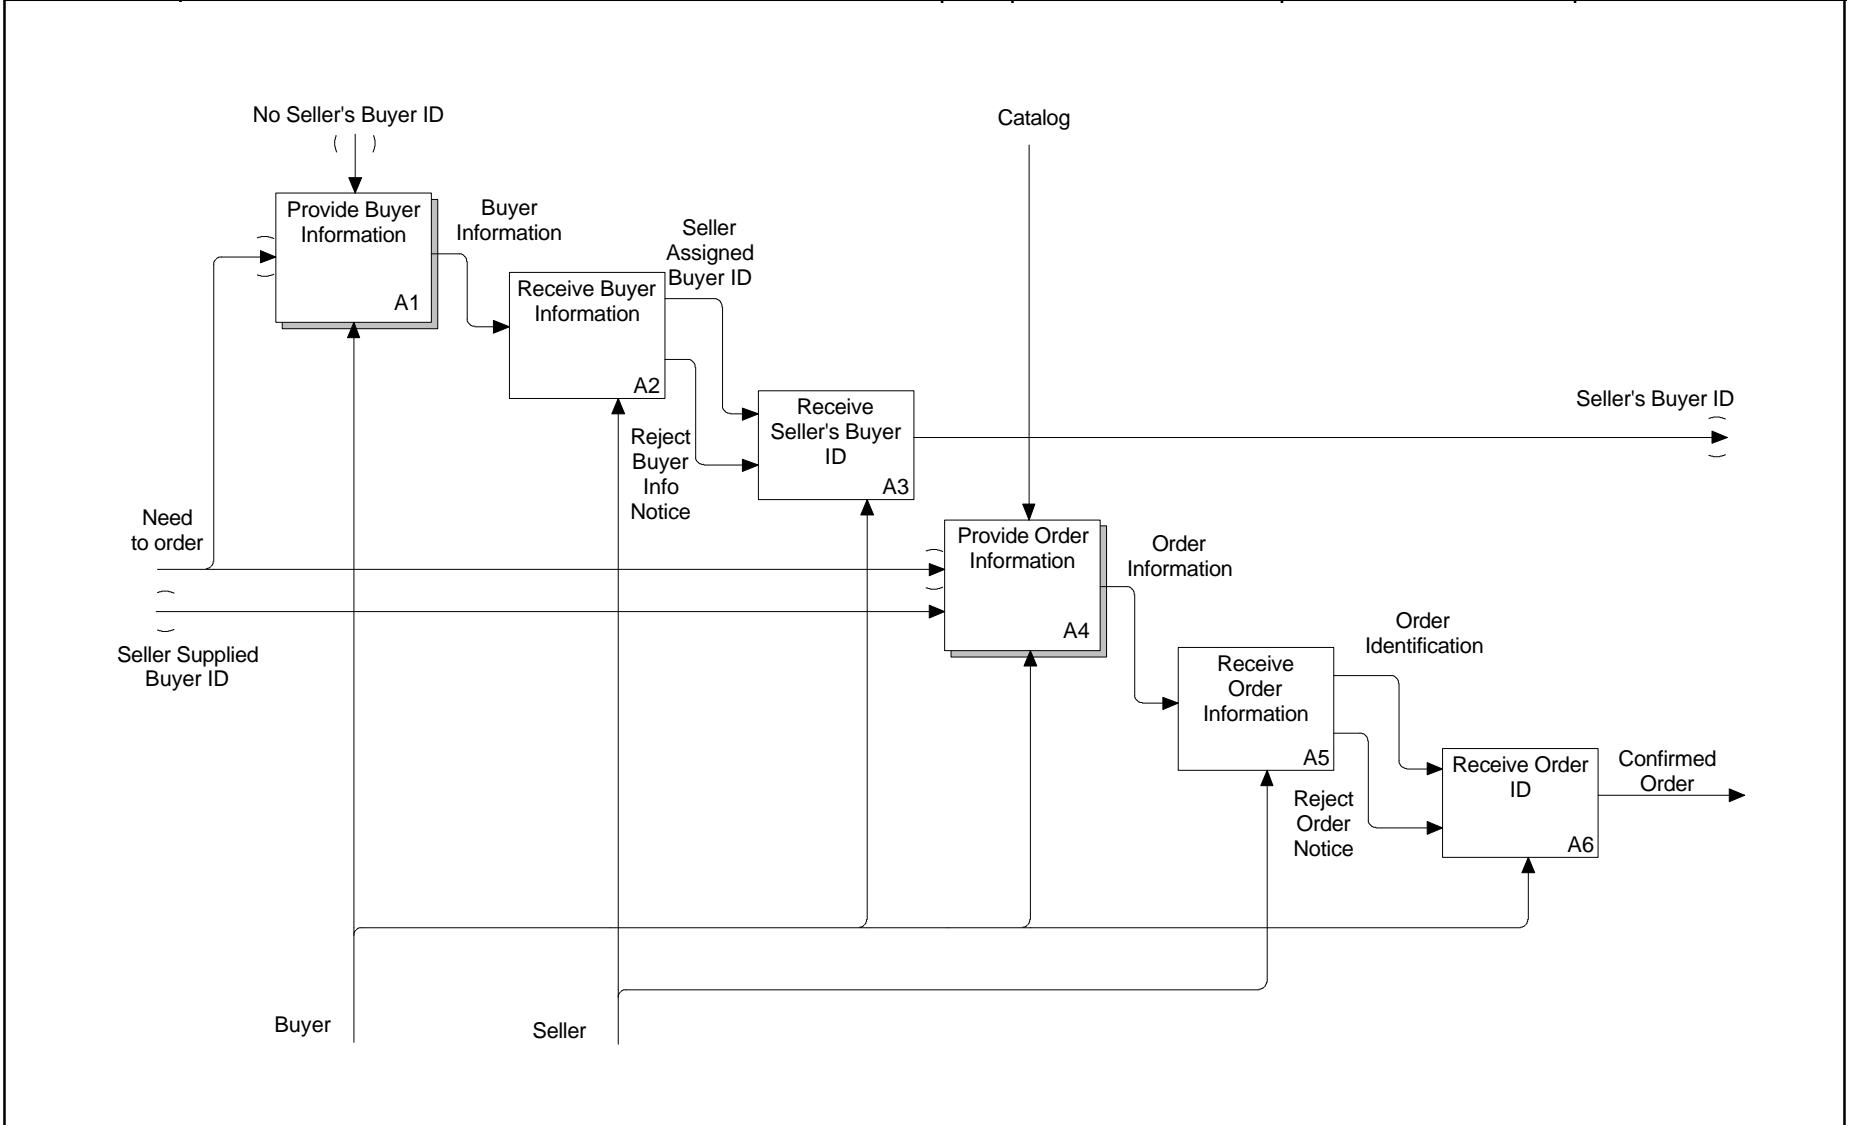 No Seller's Buyer ID
Catalog
Provide Buyer
Information
A1
Buyer
Information
Seller
Assigned
Buyer ID
Receive Buyer
Information
A2
Reject
Buyer
Info
Notice
Receive
Seller's Buyer
ID
A3
Seller's Buyer ID
Need
to order
Seller Supplied
Buyer ID
Provide Order
Information
A4
Order
Information
Receive
Order
Information
A5
Order
Identification
Reject
Order
Notice
Receive Order
ID
A6
Confirmed
Order
Buyer
Seller